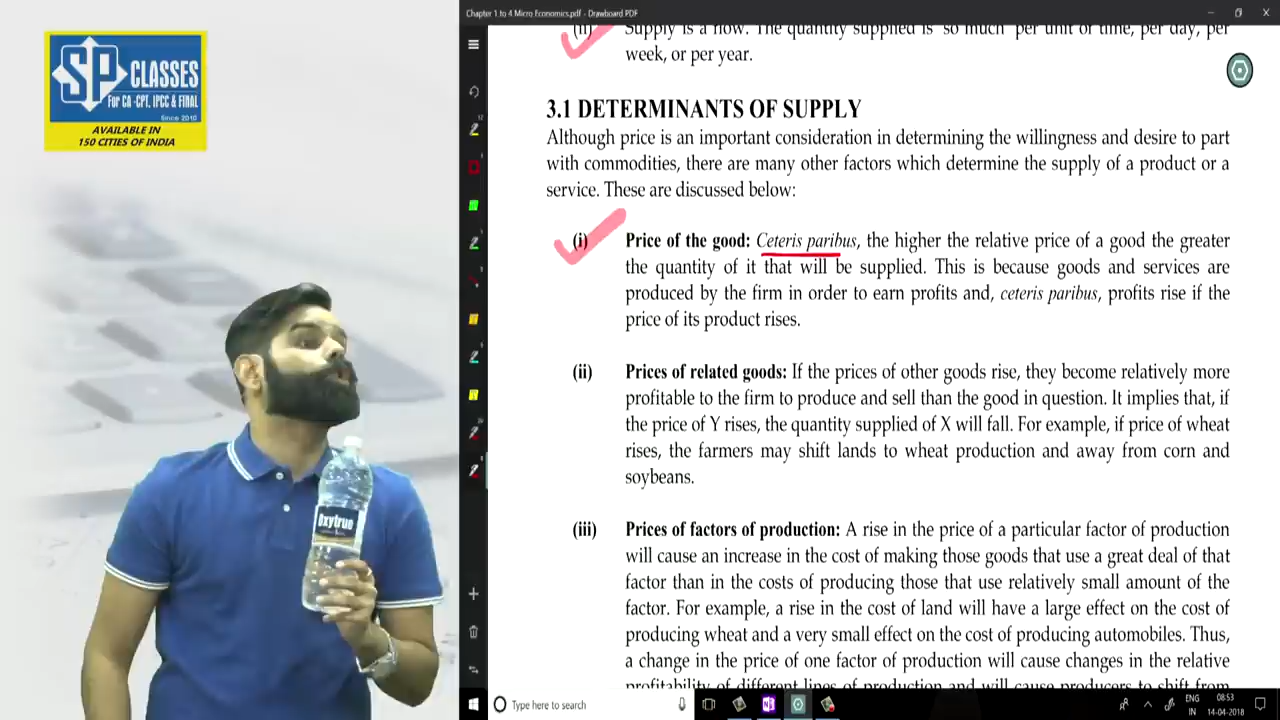 Chapter 1 to 4 Micro Economics.pdf - Drawboard PDF
SP CLASSES
For CA -CPT, IPCC & FINAL
Since 2010
AVAILABLE IN
150 CITIES OF INDIA
(ii) Supply is a flow. The quantity supplied is 'so much' per unit of time, per day, per
week, or per year.
3.1 DETERMINANTS OF SUPPLY
Although price is an important consideration in determining the willingness and desire to part
with commodities, there are many other factors which determine the supply of a product or a
service. These are discussed below:
(i) Price of the good: Ceteris paribus, the higher the relative price of a good the greater
the quantity of it that will be supplied. This is because goods and services are
produced by the firm in order to earn profits and, ceteris paribus, profits rise if the
price of its product rises.
(ii) Prices of related goods: If the prices of other goods rise, they become relatively more
profitable to the firm to produce and sell than the good in question. It implies that, if
the price of Y rises, the quantity supplied of X will fall. For example, if price of wheat
rises, the farmers may shift lands to wheat production and away from corn and
soybeans.
(iii) Prices of factors of production: A rise in the price of a particular factor of production
will cause an increase in the cost of making those goods that use a great deal of that
factor than in the costs of producing those that use relatively small amount of the
factor. For example, a rise in the cost of land will have a large effect on the cost of
producing wheat and a very small effect on the cost of producing automobiles. Thus,
a change in the price of one factor of production will cause changes in the relative
profitability of different lines of production and will cause producers to shift from
Oxytrue
Type here to search
ENG
IN
08:53
14-04-2018